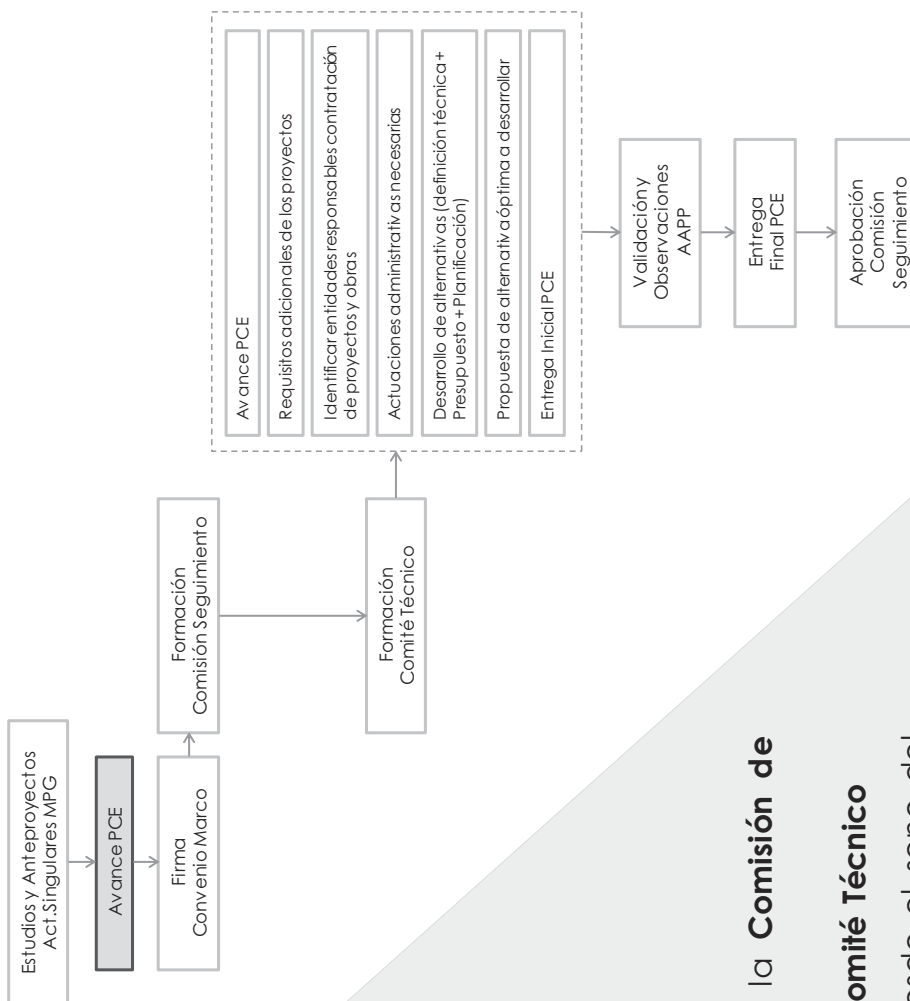 Estudios y Anteproyectos
Act.Singulares MPG
Avance PCE
Firma
Convenio Marco
Formación
Comisión Seguimiento
Formación
Comité Técnico
Avance PCE
Requisitos adicionales de los proyectos
Identificar entidades responsables contratación
de proyectos y obras
Actuaciones administrativas necesarias
Desarrollo de alternativas (definición técnica+
Presupuesto + Planificación)
Propuesta de alternativa óptima a desarrollar
Entrega Inicial PCE
Validación y
Observaciones
AAPP
Entrega
Final PCE
Aprobación
Comisión
Seguimiento
la Comisión de
omité Técnico